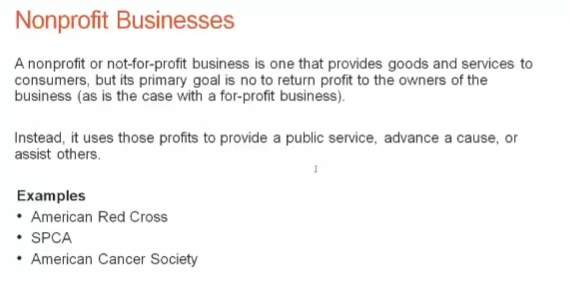 Nonprofit Businesses
A nonprofit or not-for-profit business is one that provides goods and services to
consumers, but its primary goal is no to return profit to the owners of the
business (as is the case with a for-profit business).
Instead, it uses those profits to provide a public service, advance a cause, or
assist others.
Examples
• American Red Cross
• SPCA
• American Cancer Society